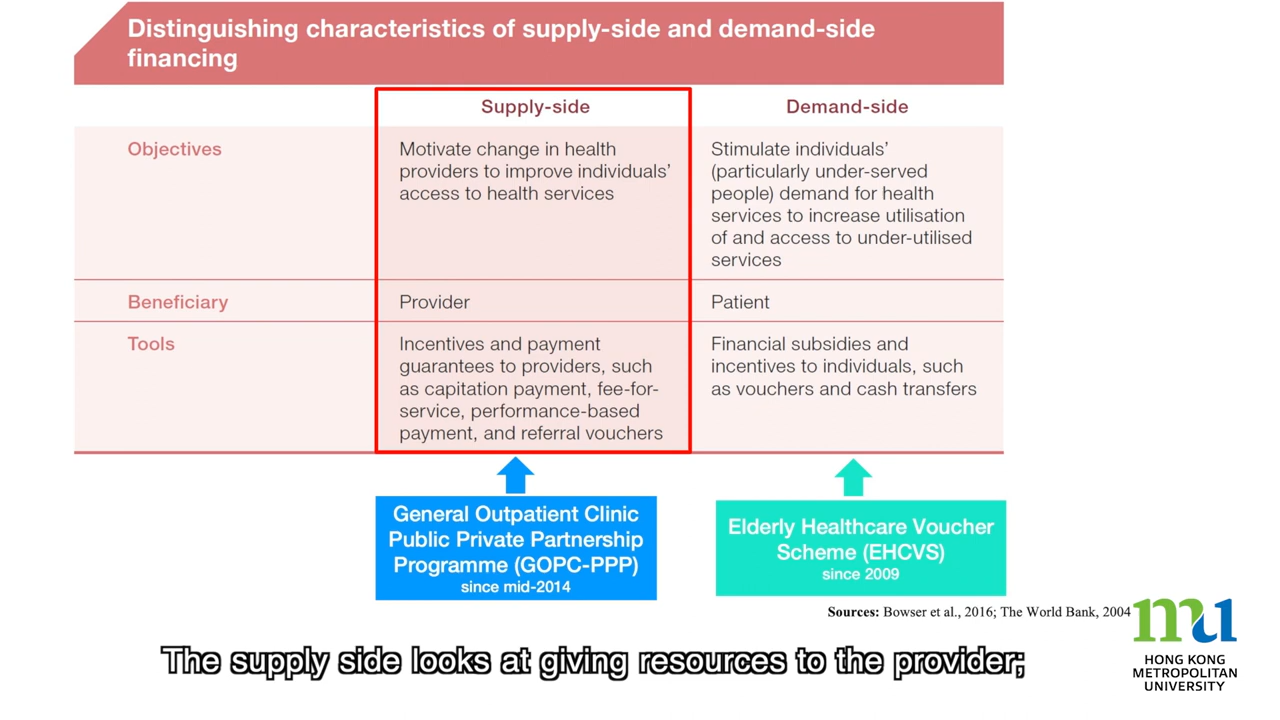 Distinguishing characteristics of supply-side and demand-side
financing
Supply-side
Demand-side
Objectives
Motivate change in health
providers to improve individuals’
access to health services
Stimulate individuals’
(particularly under-served
people) demand for health
services to increase utilisation
of and access to under-utilised
services
Beneficiary
Provider
Patient
Tools
Incentives and payment
guarantees to providers, such
as capitation payment, fee-for-
service, performance-based
payment, and referral vouchers
Financial subsidies and
incentives to individuals, such
as vouchers and cash transfers
General Outpatient Clinic
Public Private Partnership
Programme (GOPC-PPP)
since mid-2014
Elderly Healthcare Voucher
Scheme (EHCVS)
since 2009
Sources: Bowser et al., 2016; The World Bank, 2004
mu
HONG KONG
METROPOLITAN
UNIVERSITY
The supply side looks at giving resources to the provider;